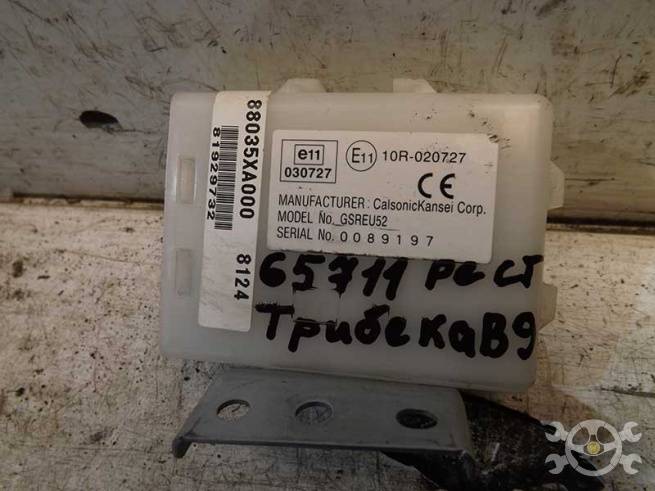 88035XA000 8124
81929732
e11
030727
E11 10R-020727
CE
MANUFACTURER: CalsonicKansei Corp.
MODEL No. GSREU52
SERIAL No. 0089197
65711 рест
Трибека В9